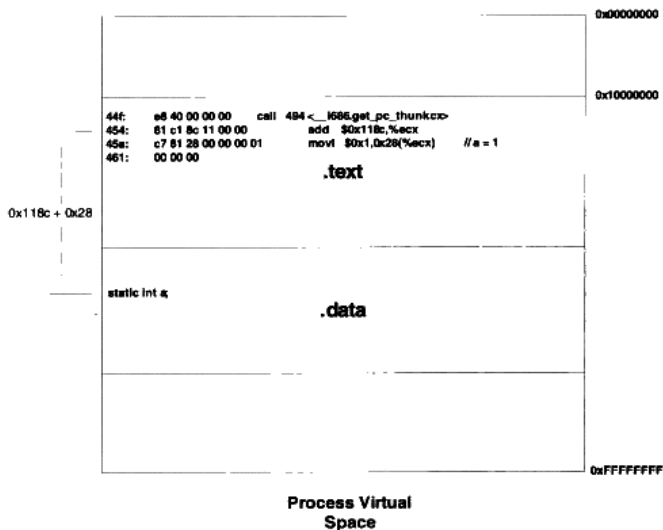 0x00000000
0x10000000
44f: e8 40 00 00 00 call 494 <__i686.get_pc_thunk.cx>
454: 81 c1 8c 11 00 00 add $0x118c,%ecx
45a: c7 81 28 00 00 00 01 movl $0x1,0x28(%ecx) // a = 1
461: 00 00 00
.text
0x118c + 0x28
static int a;
.data
0xFFFFFFFF
Process Virtual
Space